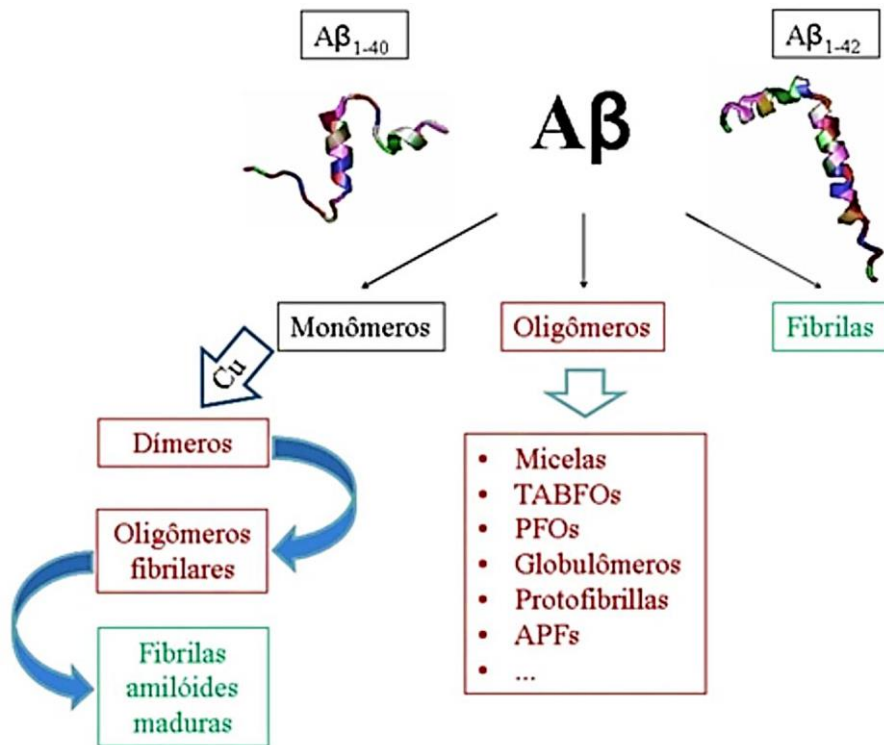 Aβ1-40
Aβ1-42
Aβ
Monômeros
Oligômeros
Fibrilas
Cu
Dímeros
Oligômeros
fibrilares
Fibrilas
amilóides
maduras
• Micelas
• TABFOs
• PFOs
• Globulômeros
• Protofibrillas
• APFs
• ...